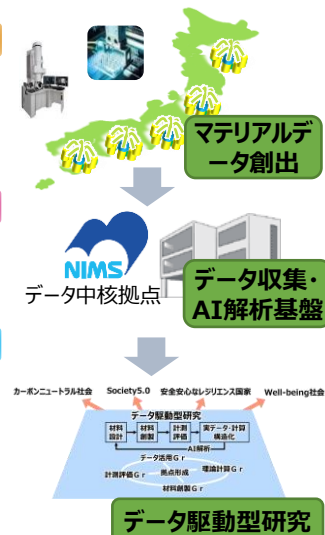 マテリアルデ
ータ創出
NIMS
データ中核拠点
データ収集・
AI解析基盤
カーボンニュートラル社会 Society5.0 安全安心なレジリエンス国家 Well-being社会
データ駆動型研究
材料設計 材料創製 計測評価 実データ・計算構造化
AI解析
データ活用Gr
計測評価Gr 拠点形成 理論計算Gr
材料創製Gr
データ駆動型研究